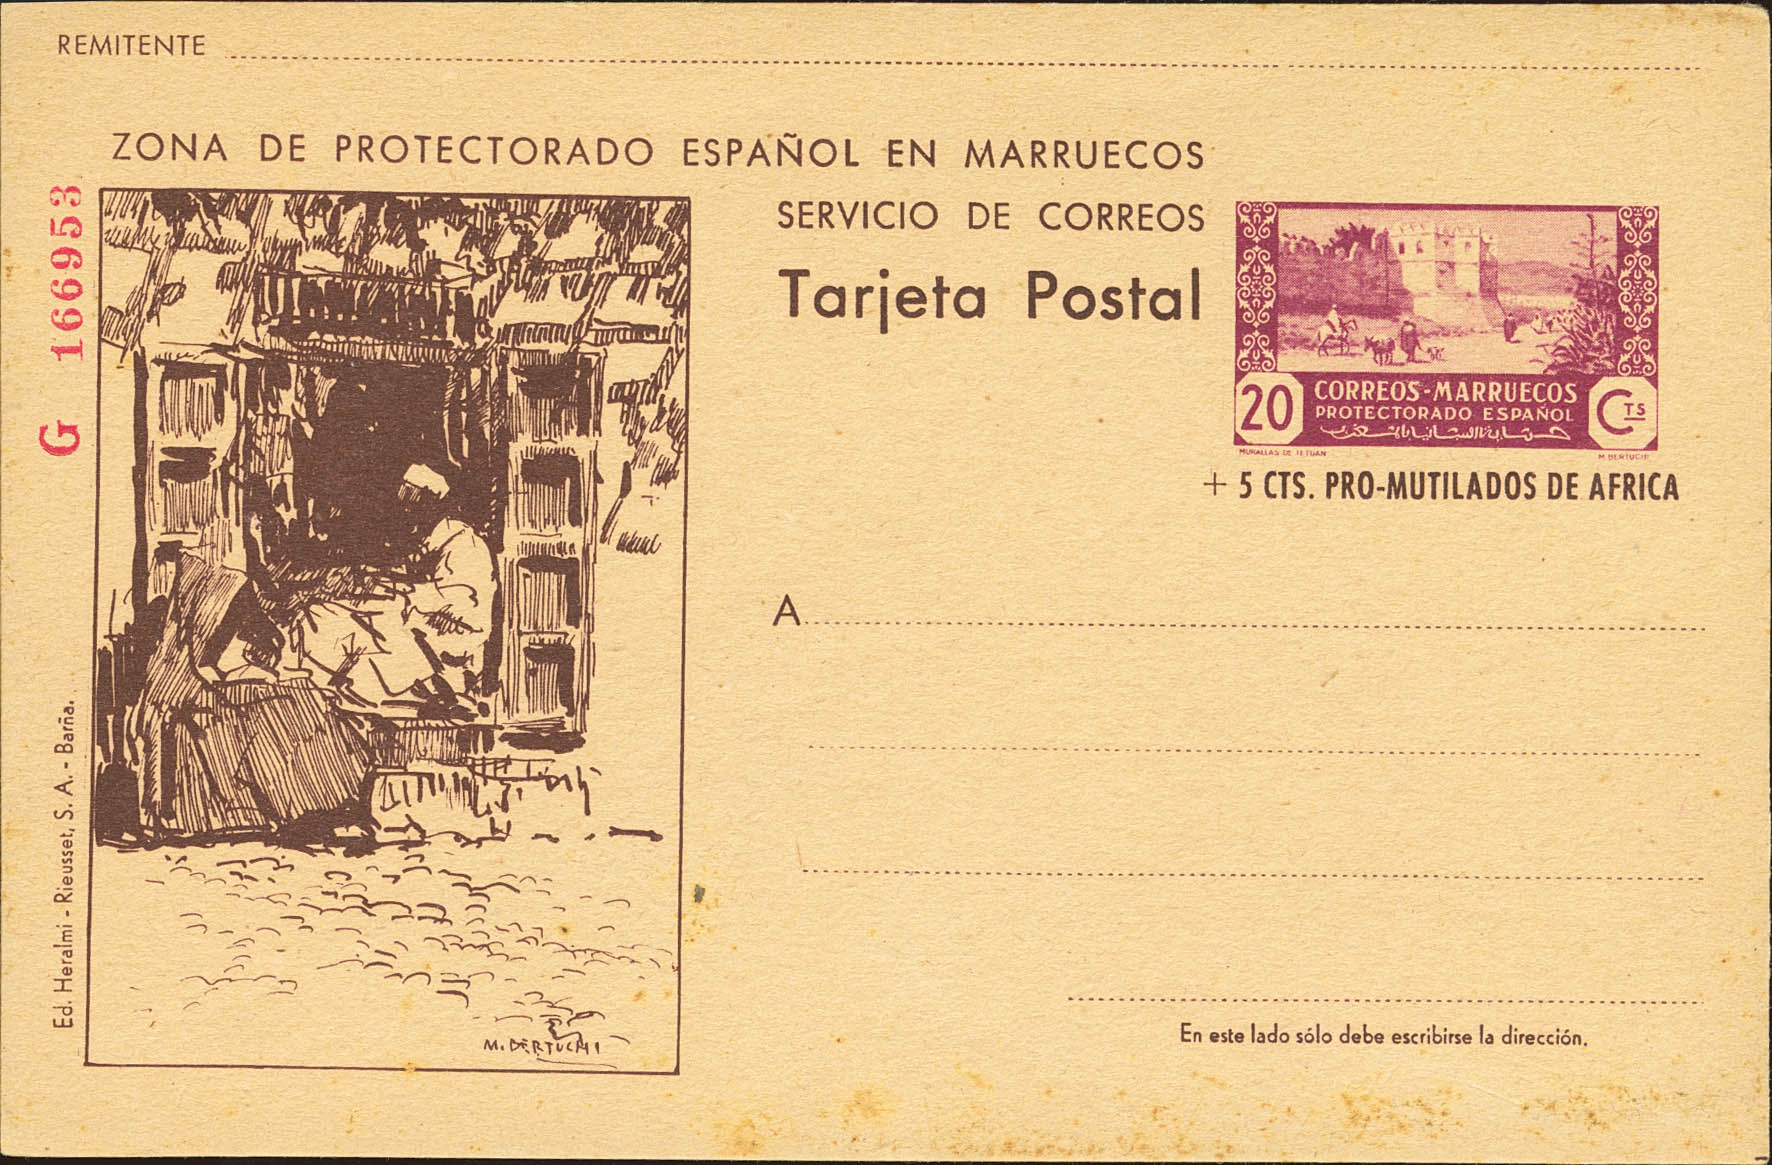 REMITENTE
ZONA DE PROTECTORADO ESPAÑOL EN MARRUECOS
SERVICIO DE CORREOS
Tarjeta Postal
G 166953
20 CORREOS-MARRUECOS CTS
PROTECTORADO ESPAÑOL
MURALLAS DE TETUAN
M. BERTUCHI
+ 5 CTS. PRO-MUTILADOS DE AFRICA
A
Ed. Heralmi - Rieusset, S. A. - Barña.
M. BERTUCHI
En este lado sólo debe escribirse la dirección.